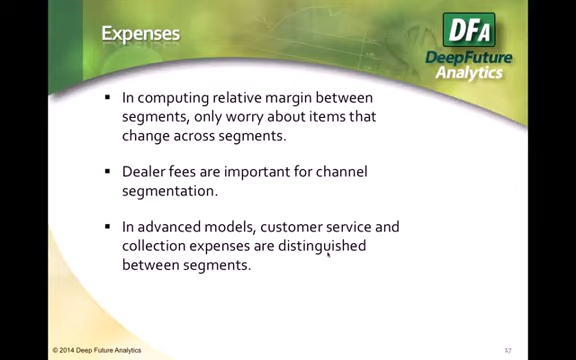 Expenses
DFA
DeepFuture
Analytics
▪ In computing relative margin between
segments, only worry about items that
change across segments.
▪ Dealer fees are important for channel
segmentation.
▪ In advanced models, customer service and
collection expenses are distinguished
between segments.
© 2014 Deep Future Analytics
17